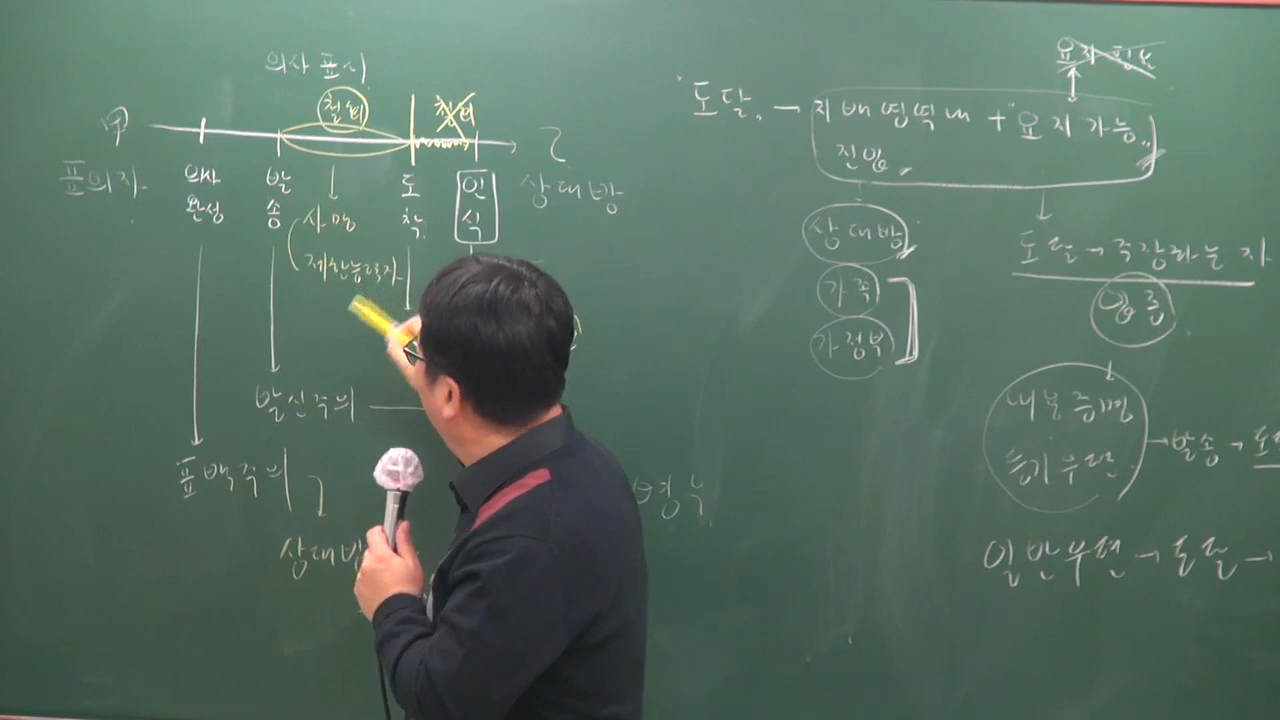 의사표시
철회
철회
甲
乙
표의자
의사
완성
발
송
도
착
인
식
상대방
사망
제한능력자
발신주의
표백주의
상대방
"도달" → 지배영역내 + "요지가능"
진입
상대방
가족
가정부
도달 → 주장하는 자
내용증명
등기우편
→ 발송 →
일반우편 → 도달 →